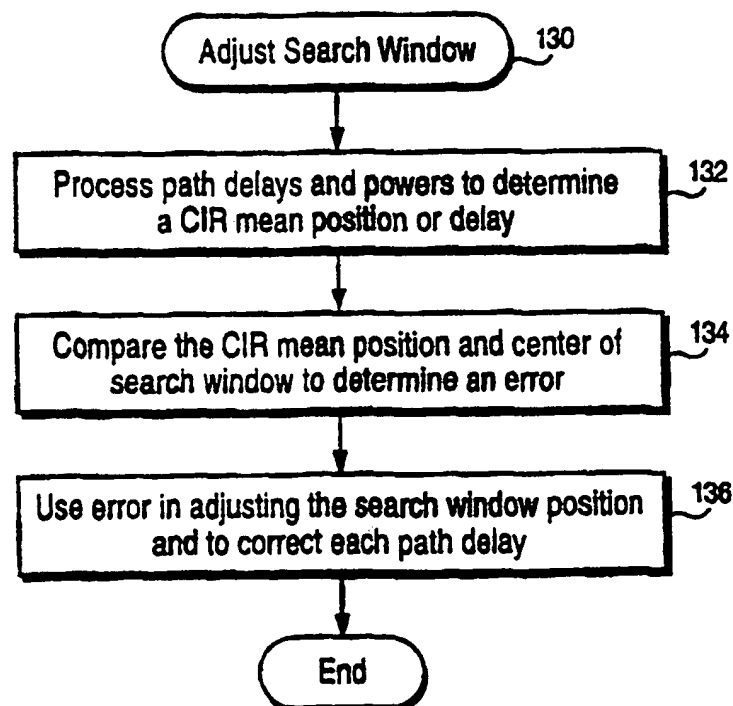 Adjust Search Window
130
Process path delays and powers to determine
a CIR mean position or delay
132
Compare the CIR mean position and center of
search window to determine an error
134
Use error in adjusting the search window position
and to correct each path delay
136
End